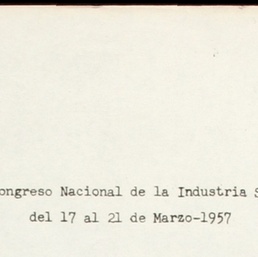 ongreso Nacional de la Industria S
del 17 al 21 de Marzo-1957